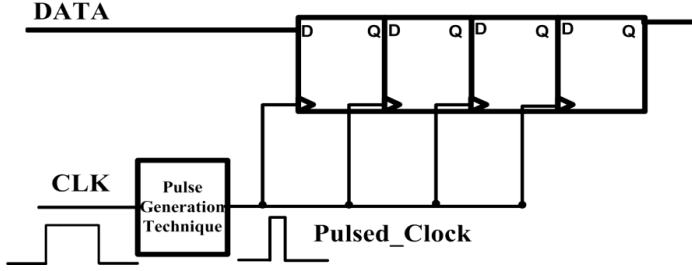 DATA
D Q D Q D Q D Q
CLK
Pulse
Generation
Technique
Pulsed_Clock